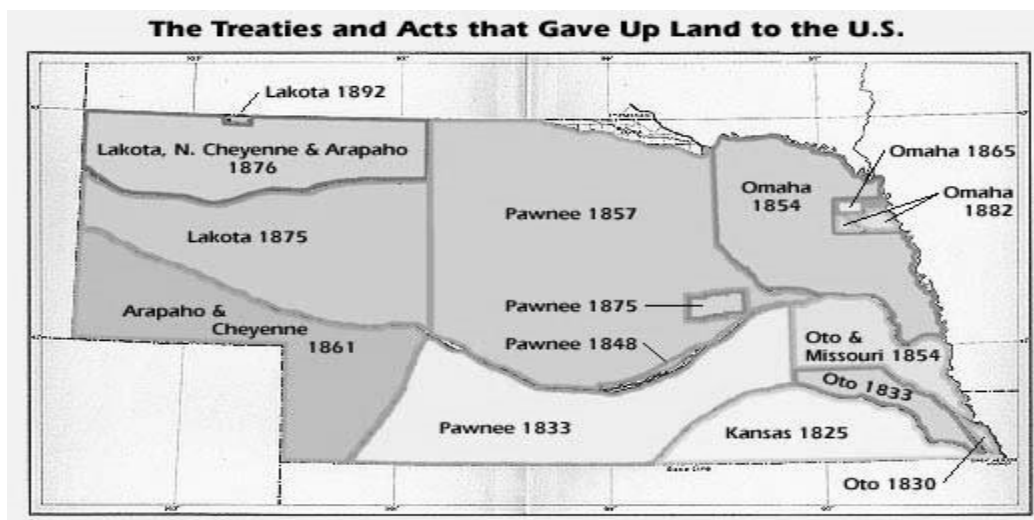 The Treaties and Acts that Gave Up Land to the U.S.
Lakota 1892
Lakota, N. Cheyenne & Arapaho
1876
Omaha 1865
Omaha
1854
Omaha
1882
Pawnee 1857
Lakota 1875
Pawnee 1875
Arapaho &
Cheyenne
1861
Pawnee 1848
Oto &
Missouri 1854
Oto 1833
Pawnee 1833
Kansas 1825
Base Line
Oto 1830